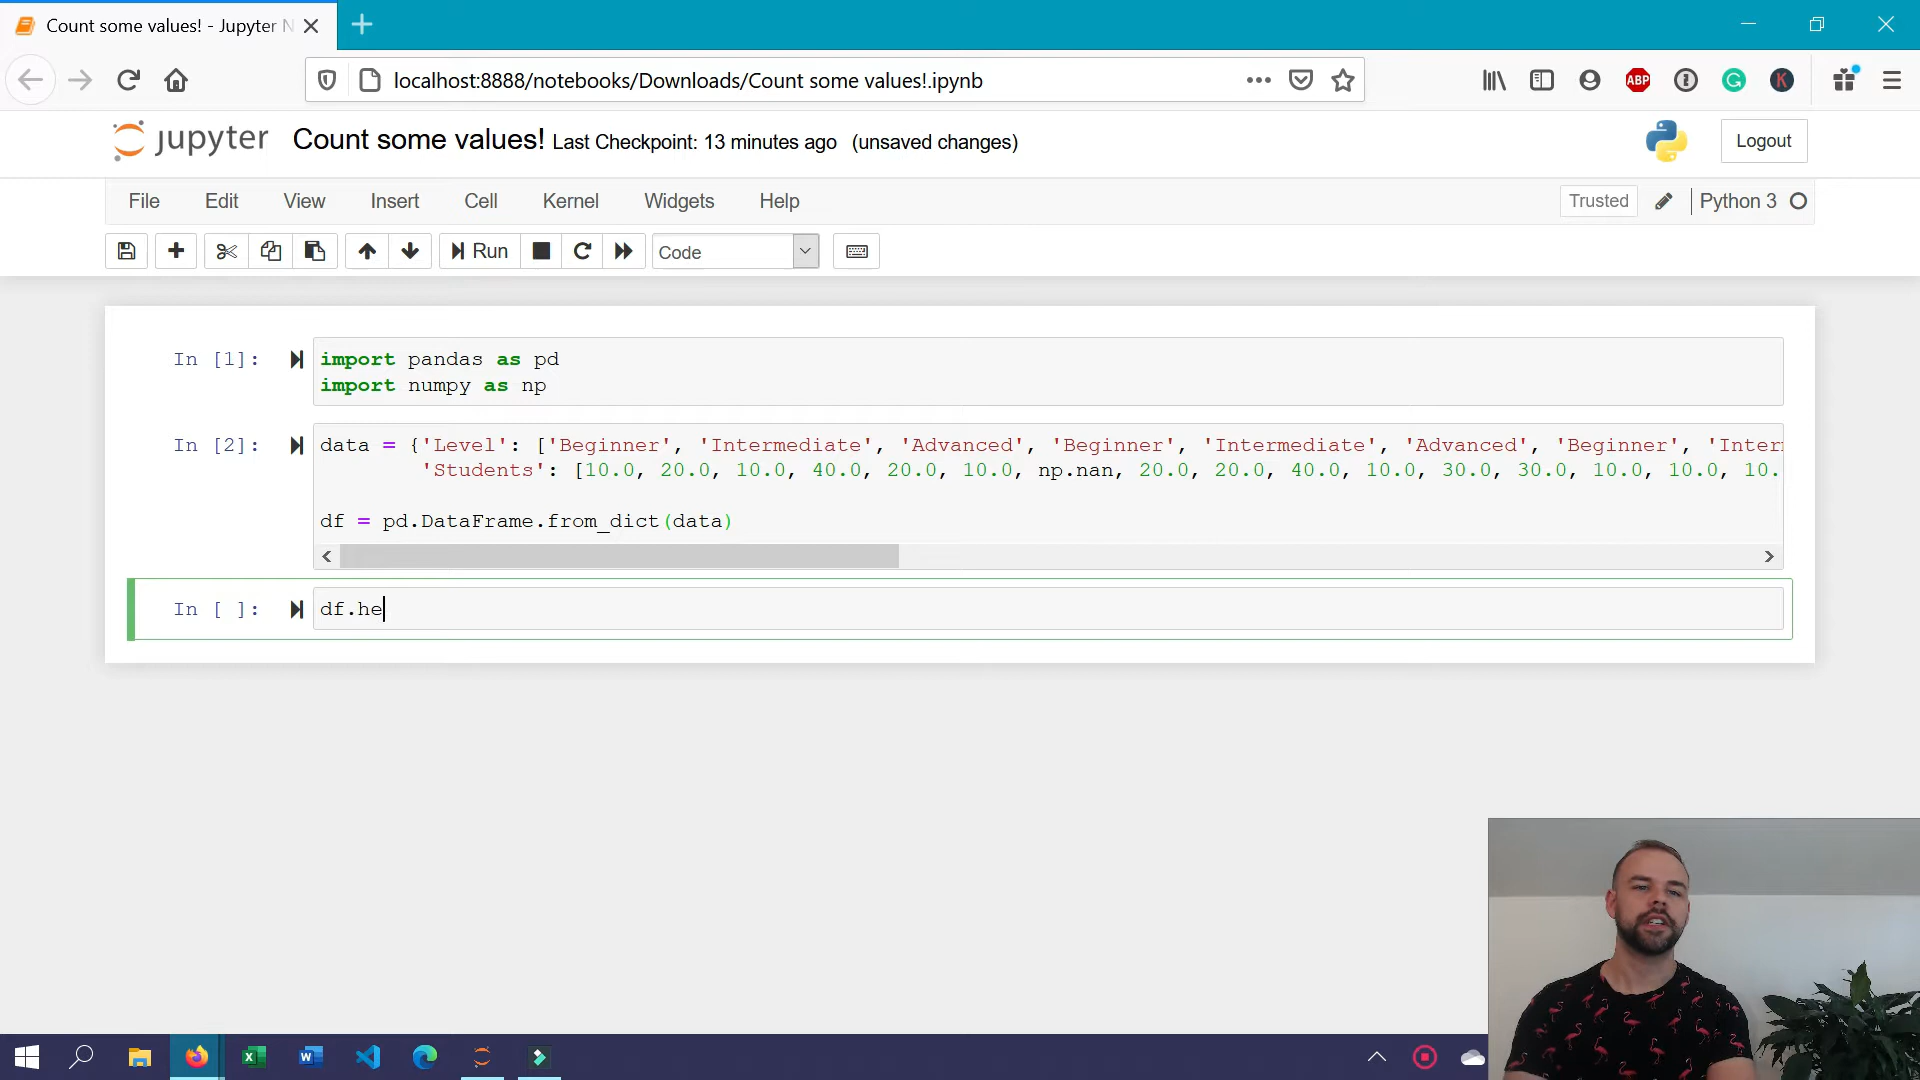 Count some values! - Jupyter N
localhost:8888/notebooks/Downloads/Count some values!.ipynb
ABP
K
jupyter Count some values! Last Checkpoint: 13 minutes ago (unsaved changes)
Logout
File Edit View Insert Cell Kernel Widgets Help
Trusted Python 3
Run Code
In [1]: import pandas as pd
import numpy as np
In [2]: data = {'Level': ['Beginner', 'Intermediate', 'Advanced', 'Beginner', 'Intermediate', 'Advanced', 'Beginner', 'Inter
'Students': [10.0, 20.0, 10.0, 40.0, 20.0, 10.0, np.nan, 20.0, 20.0, 40.0, 10.0, 30.0, 30.0, 10.0, 10.0, 10.
df = pd.DataFrame.from_dict(data)
In [ ]: df.he